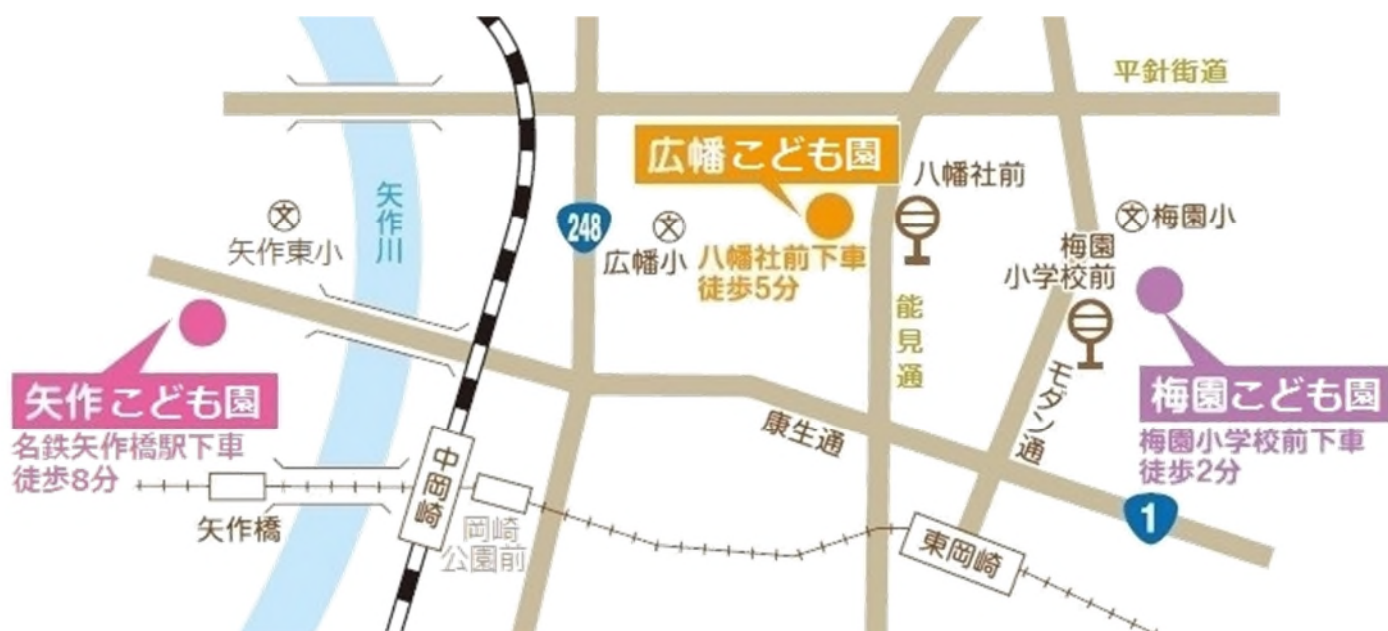 平針街道
広幡こども園
八幡社前
矢作川
248
文
矢作東小
文
広幡小
八幡社前下車
徒歩5分
文
梅園小
梅園
小学校前
能見通
矢作こども園
名鉄矢作橋駅下車
徒歩8分
モダン通
梅園こども園
梅園小学校前下車
徒歩2分
康生通
中岡崎
矢作橋
岡崎
公園前
東岡崎
1